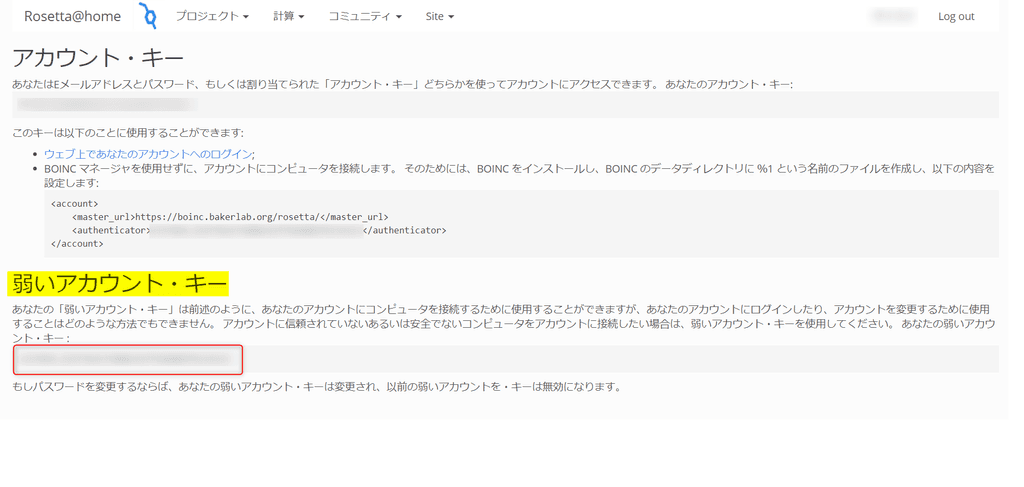 Rosetta@home プロジェクト 計算 コミュニティ Site Log out
アカウント・キー
あなたはEメールアドレスとパスワード、もしくは割り当てられた「アカウント・キー」どちらかを使ってアカウントにアクセスできます。 あなたのアカウント・キー:
このキーは以下のことに使用することができます:
ウェブ上であなたのアカウントへのログイン;
BOINC マネージャを使用せずに、アカウントにコンピュータを接続します。 そのためには、BOINC をインストールし、BOINC のデータディレクトリに %1 という名前のファイルを作成し、以下の内容を
設定します:
<account>
<master_url>https://boinc.bakerlab.org/rosetta/</master_url>
<authenticator></authenticator>
</account>
弱いアカウント・キー
あなたの「弱いアカウント・キー」は前述のように、あなたのアカウントにコンピュータを接続するために使用することができますが、あなたのアカウントにログインしたり、アカウントを変更するために使用
することはどのような方法でもできません。 アカウントに信頼されていないあるいは安全でないコンピュータをアカウントに接続したい場合は、弱いアカウント・キーを使用してください。 あなたの弱いアカウ
ント・キー :
もしパスワードを変更するならば、あなたの弱いアカウント・キーは変更され、以前の弱いアカウントを・キーは無効になります。